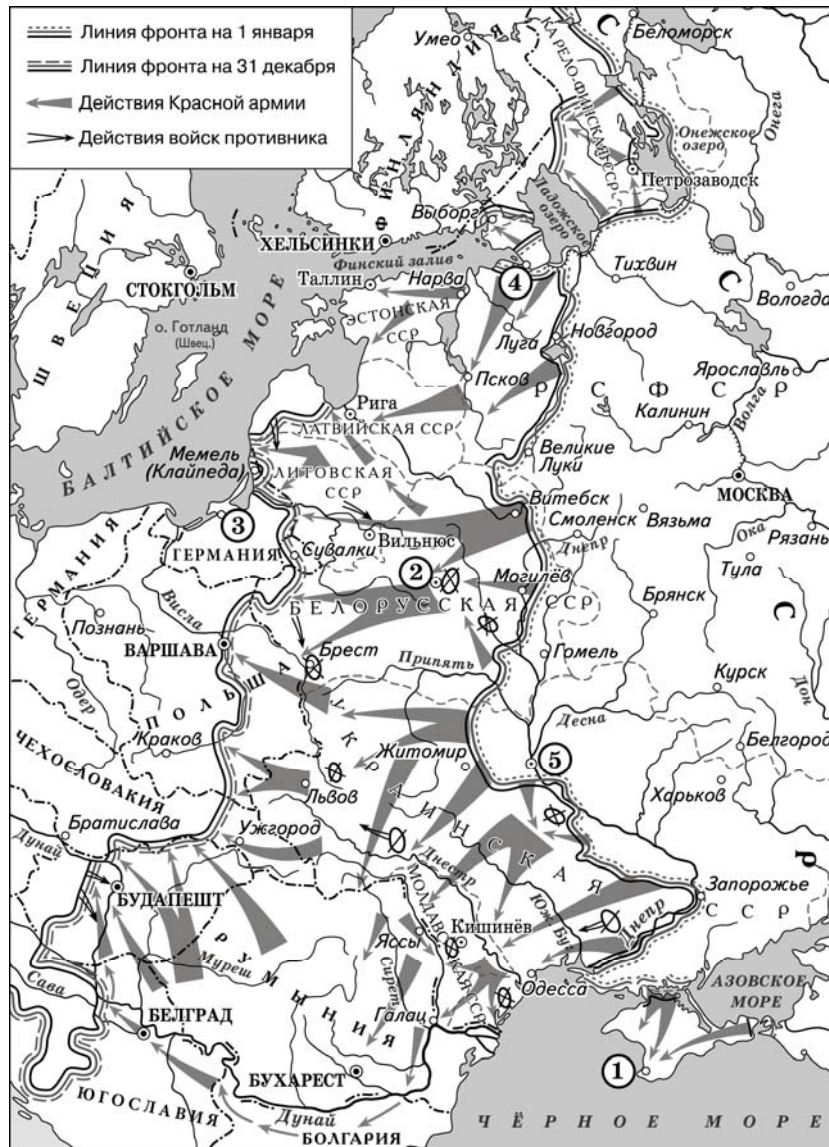 Линия фронта на 1 января
Линия фронта на 31 декабря
Действия Красной армии
Действия войск противника
Умео
Беломорск
С
КАРЕЛО-ФИНСКАЯ ССР
ФИНЛЯНДИЯ
Онежское
озеро
Онега
Петрозаводск
Выборг
Ладожское
озеро
ХЕЛЬСИНКИ
Финский залив
ШВЕЦИЯ
СТОКГОЛЬМ
Таллин
Нарва
4
Тихвин
С
Вологда
ЭСТОНСКАЯ
ССР
о. Готланд
(Швец.)
Луга
Новгород
БАЛТИЙСКОЕ МОРЕ
Псков
РСФСР
Ярославль
Калинин
Волга
Рига
ЛАТВИЙСКАЯ ССР
Великие
Луки
Мемель
(Клайпеда)
ЛИТОВСКАЯ
ССР
МОСКВА
Витебск
Смоленск
Вязьма
3
Вильнюс
Днепр
Ока
Рязань
ГЕРМАНИЯ
ГЕРМАНИЯ
Сувалки
2
Могилёв
Тула
С
БЕЛОРУССКАЯ ССР
Брянск
Висла
Познань
ВАРШАВА
Брест
Припять
Гомель
Дон
Одер
ПОЛЬША
Курск
Десна
Краков
УКРАИНСКАЯ
ССР
Житомир
5
Белгород
ЧЕХОСЛОВАКИЯ
Львов
Харьков
Братислава
Ужгород
Дунай
Днестр
Р
БУДАПЕШТ
МОЛДАВСКАЯ ССР
Юж. Буг
Днепр
Запорожье
РУМЫНИЯ
Муреш
Яссы
Кишинёв
Сирет
Одесса
АЗОВСКОЕ
МОРЕ
Сава
Галац
БЕЛГРАД
БУХАРЕСТ
1
ЮГОСЛАВИЯ
Дунай
БОЛГАРИЯ
ЧЁРНОЕ МОРЕ